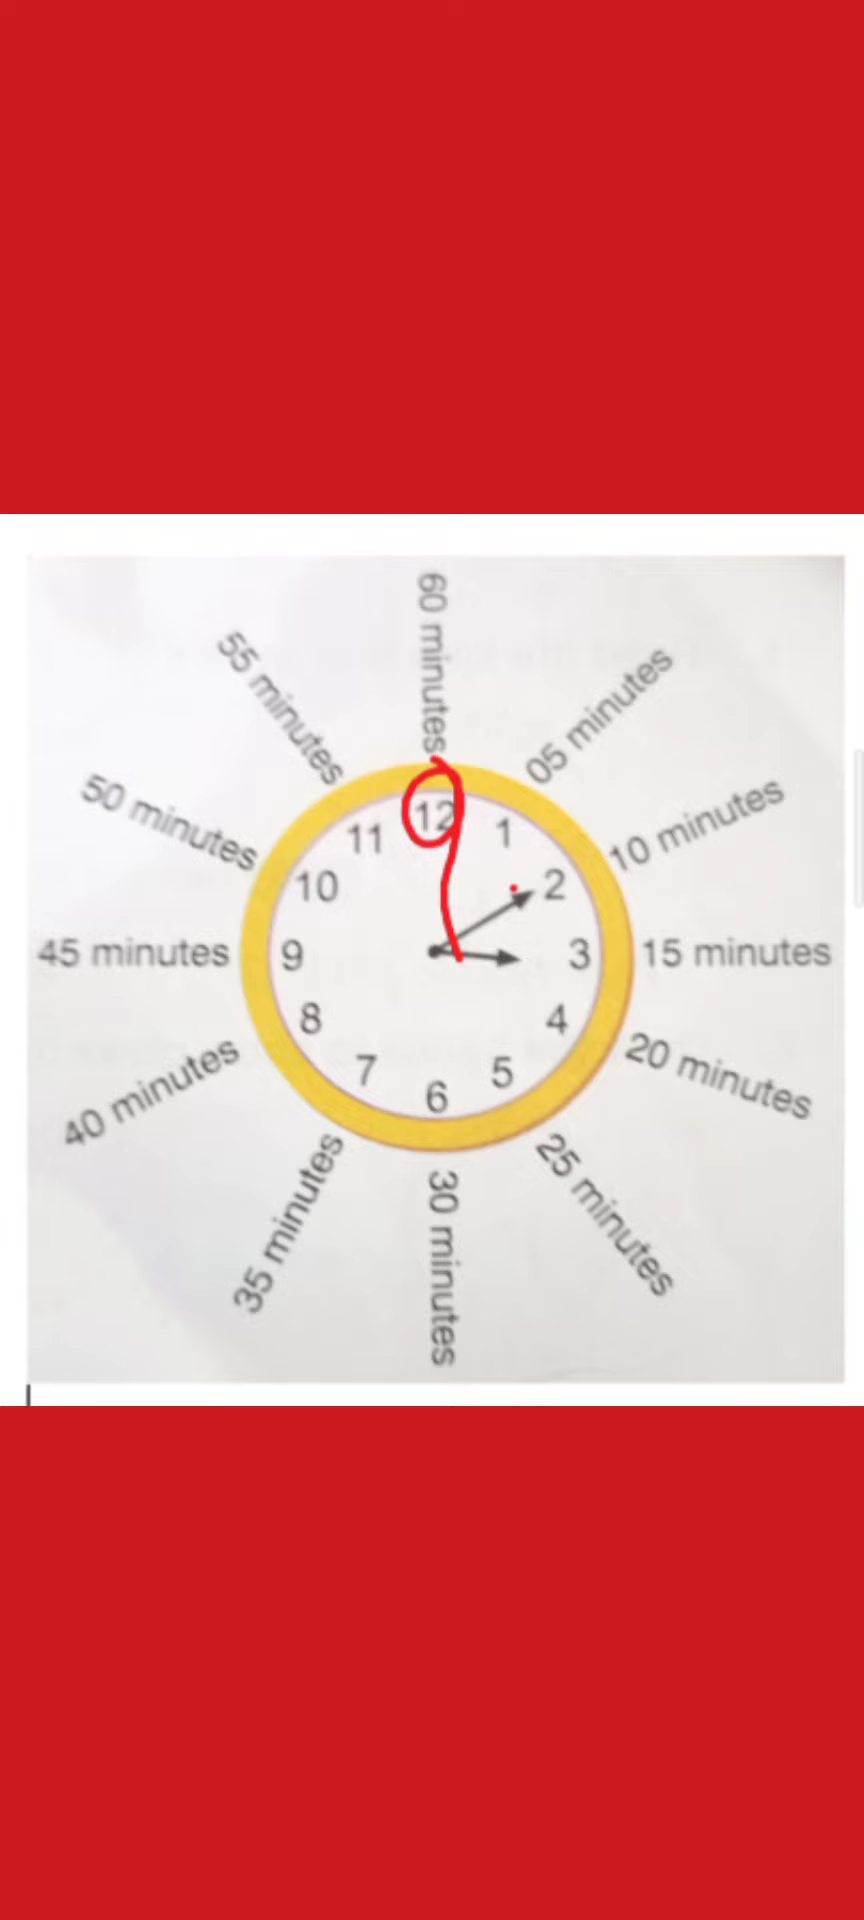 60 minutes
05 minutes
10 minutes
15 minutes
20 minutes
25 minutes
30 minutes
35 minutes
40 minutes
45 minutes
50 minutes
55 minutes
12
1
2
3
4
5
6
7
8
9
10
11